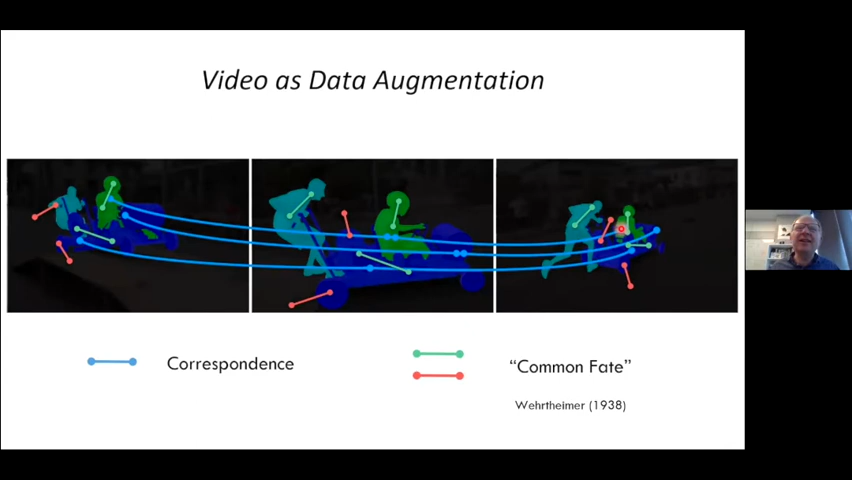 Video as Data Augmentation
Correspondence
“Common Fate”
Wehrtheimer (1938)